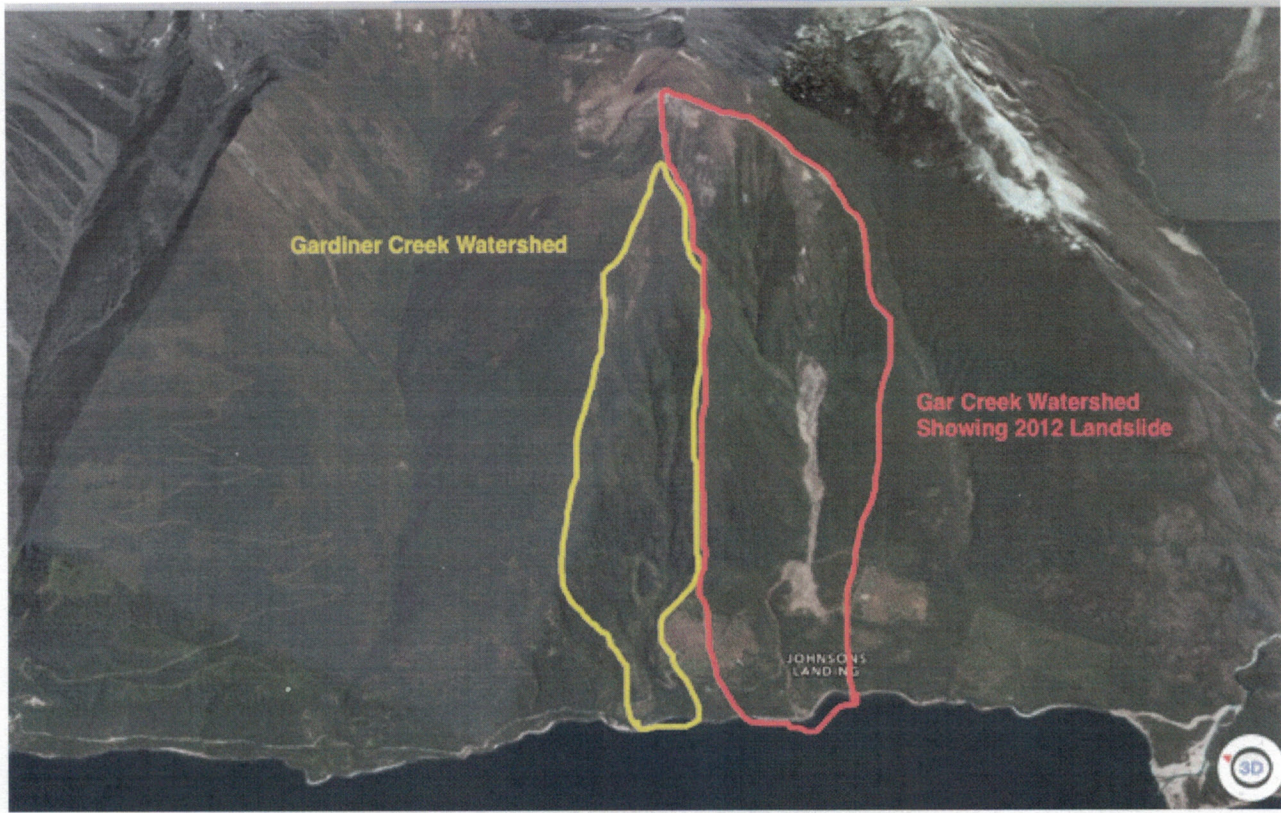 Gardiner Creek Watershed
Gar Creek Watershed
Showing 2012 Landslide
JOHNSONS
LANDING
3D